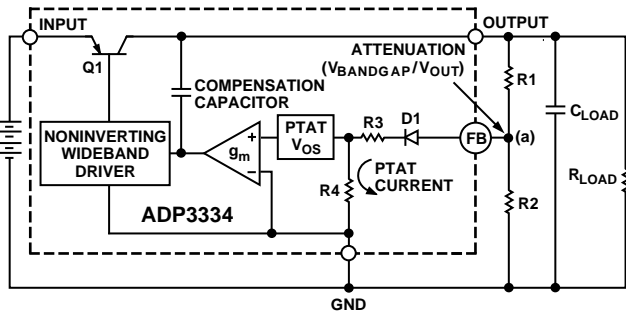 INPUT
OUTPUT
Q1
ATTENUATION
(VBANDGAP/VOUT)
R1
COMPENSATION
CAPACITOR
CLOAD
NONINVERTING
WIDEBAND
DRIVER
gm
+
–
PTAT
VOS
R3
D1
FB
(a)
PTAT
CURRENT
R4
R2
RLOAD
ADP3334
GND